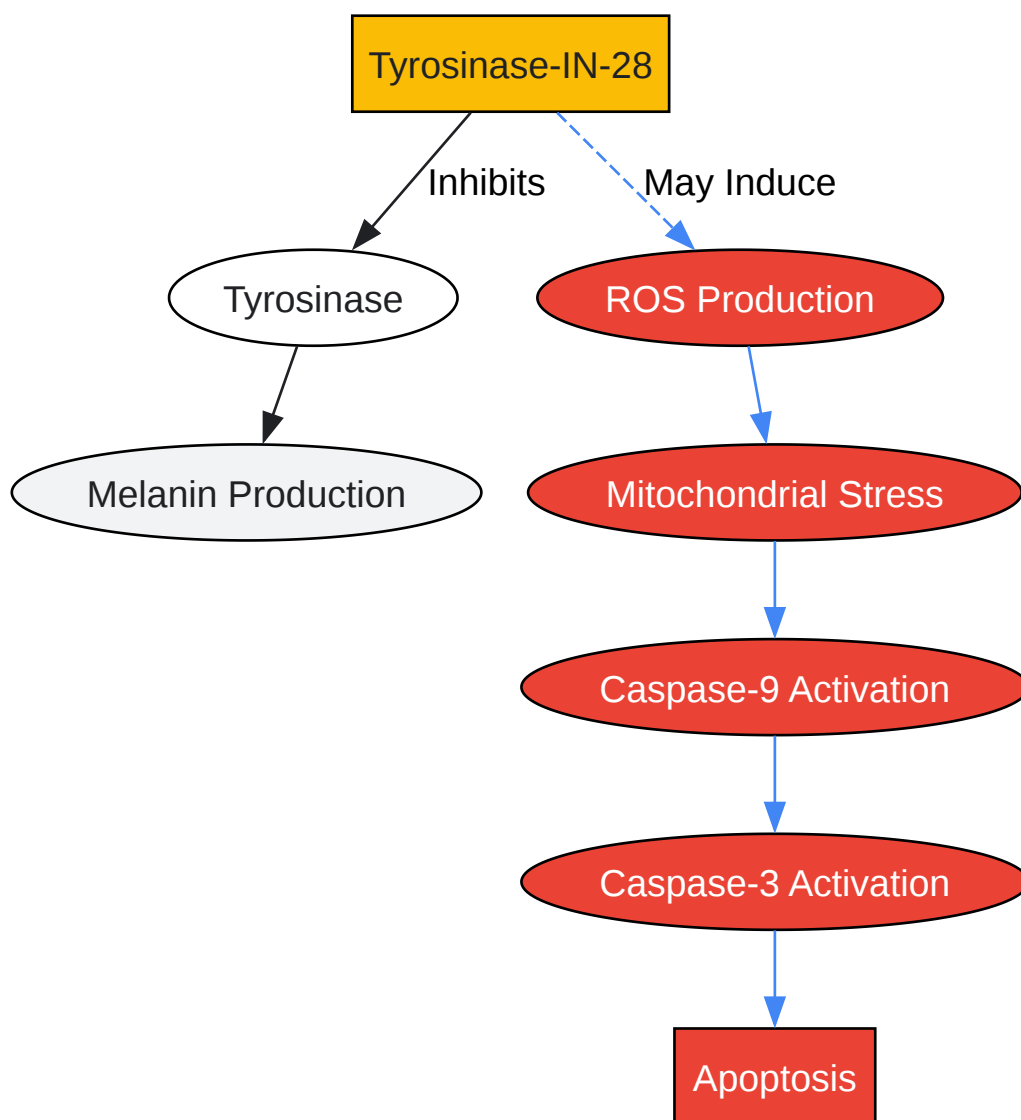 Tyrosinase-IN-28
Inhibits
May Induce
Tyrosinase
ROS Production
Melanin Production
Mitochondrial Stress
Caspase-9 Activation
Caspase-3 Activation
Apoptosis